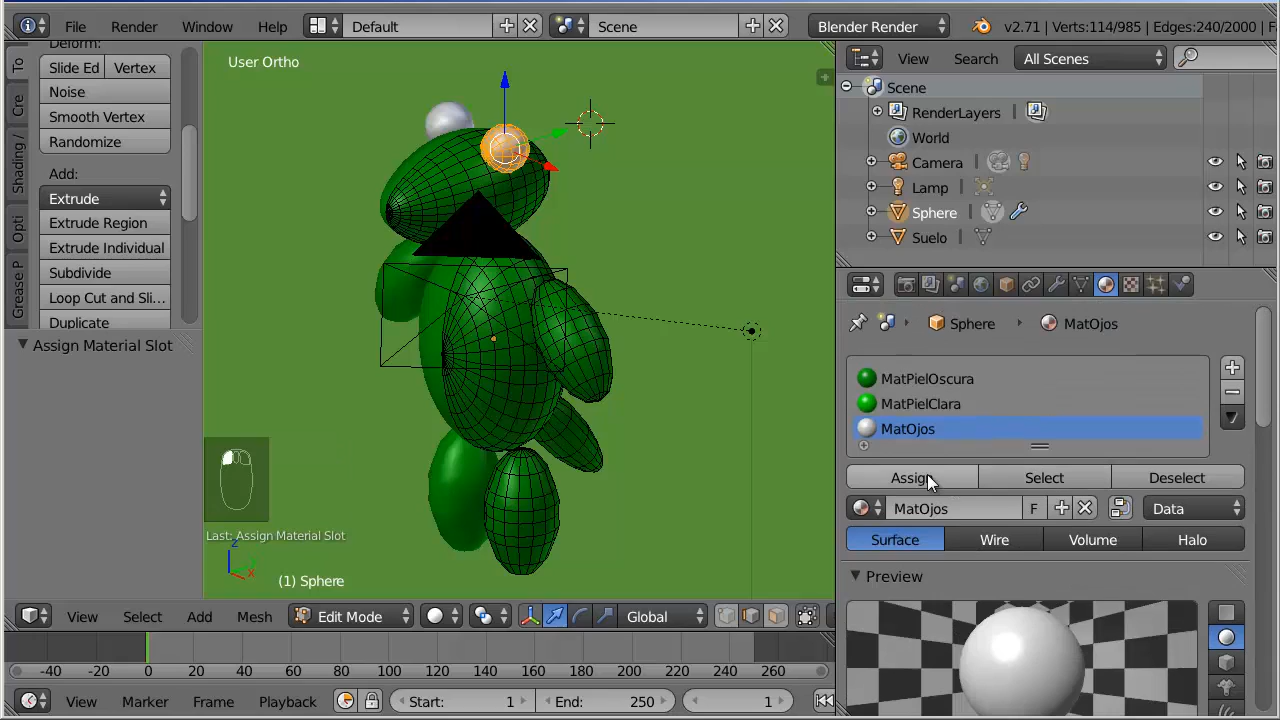 File Render Window Help Default Scene Blender Render v2.71 | Verts:114/985 | Edges:240/2000 | F
Deform:
Slide Ed Vertex
Noise
Smooth Vertex
Randomize
Add:
Extrude
Extrude Region
Extrude Individual
Subdivide
Loop Cut and Sli...
Duplicate
To
Cre
Shading /
Opti
Grease P
Assign Material Slot
User Ortho
Last: Assign Material Slot
z
x
(1) Sphere
View Select Add Mesh Edit Mode Global
-40 -20 0 20 40 60 80 100 120 140 160 180 200 220 240 260
View Marker Frame Playback Start: 1 End: 250 1
View Search All Scenes
Scene
RenderLayers
World
Camera
Lamp
Sphere
Suelo
Sphere MatOjos
MatPielOscura
MatPielClara
MatOjos
Assign Select Deselect
MatOjos F Data
Surface Wire Volume Halo
Preview